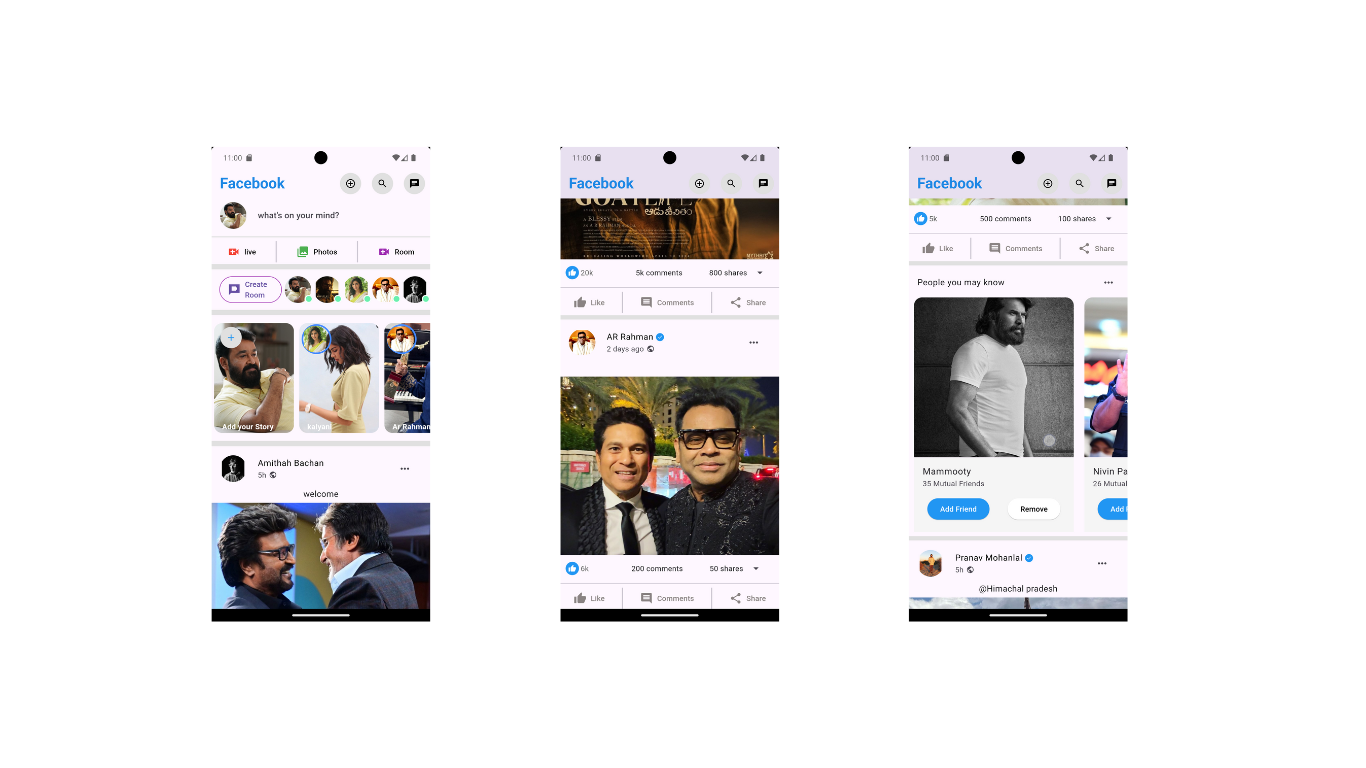 11:00
Facebook
what's on your mind?
live
Photos
Room
Create
Room
Add your Story
kalyani
Ar Rahman
Amithah Bachan
5h
welcome
11:00
Facebook
ఆడుజీవితం
A BLESSY FILM
20k
5k comments
800 shares
Like
Comments
Share
AR Rahman
2 days ago
6k
200 comments
50 shares
Like
Comments
Share
11:00
Facebook
5k
500 comments
100 shares
Like
Comments
Share
People you may know
Mammooty
35 Mutual Friends
Add Friend
Remove
Nivin Pa
26 Mutual
Add
Pranav Mohanlal
5h
@Himachal pradesh